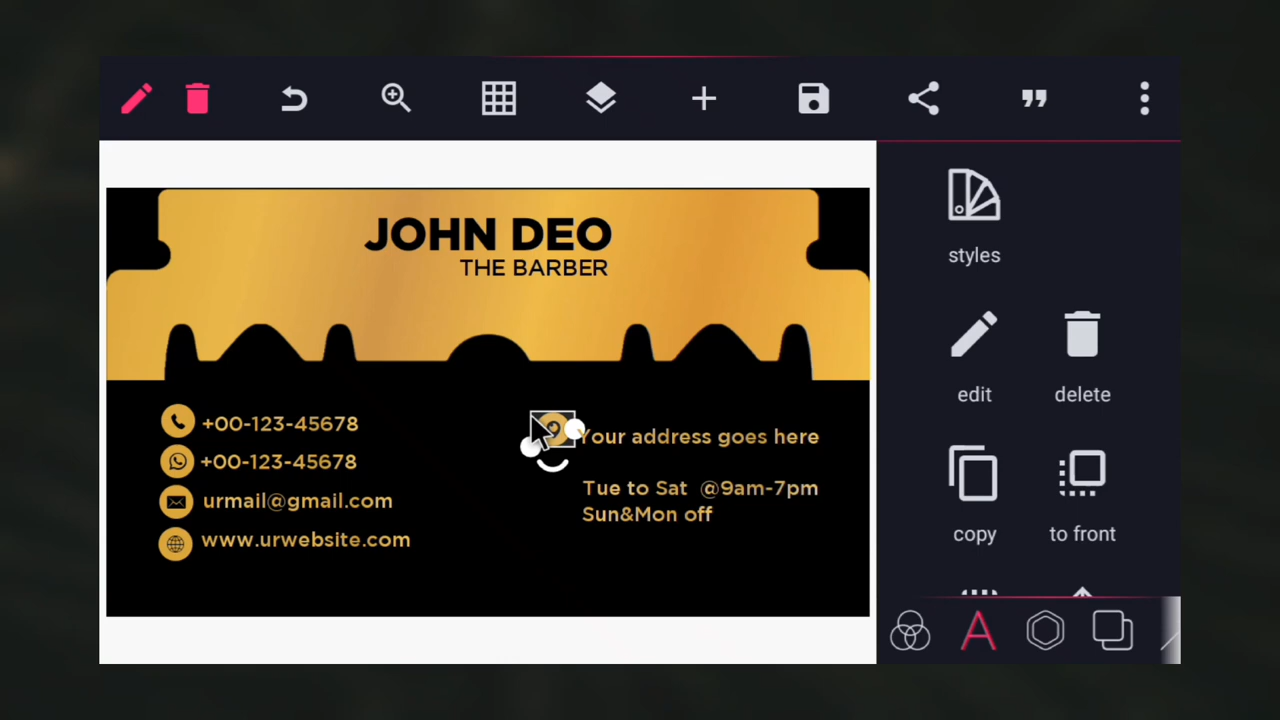 JOHN DEO
THE BARBER
+00-123-45678
+00-123-45678
urmail@gmail.com
www.urwebsite.com
Your address goes here
Tue to Sat @9am-7pm
Sun&Mon off
styles
edit
delete
copy
to front
A